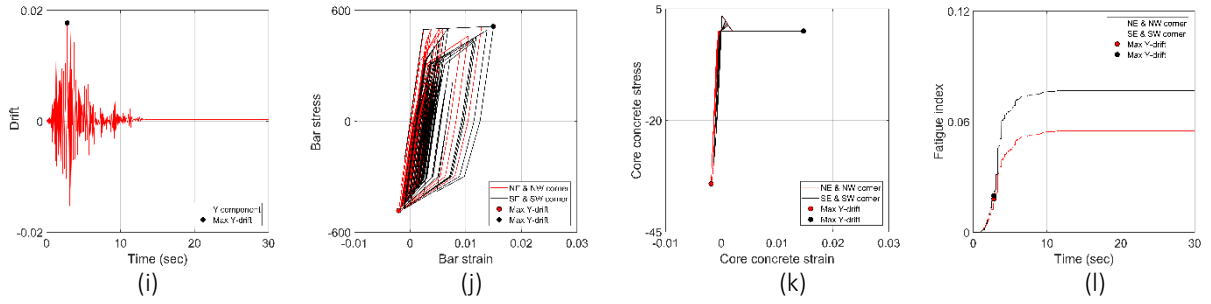 0.02
0
-0.02
Drift
0
10
20
30
Time (sec)
Y component
Max Y-drift
(i)
600
300
0
-300
-600
Bar stress
-0.01
0
0.01
0.02
0.03
Bar strain
NE & NW corner
SE & SW corner
Max Y-drift
Max Y-drift
(j)
5
-20
-45
Core concrete stress
-0.01
0
0.01
0.02
0.03
Core concrete strain
NE & NW corner
SE & SW corner
Max Y-drift
Max Y-drift
(k)
0.12
0.06
0
Fatigue index
0
10
20
30
Time (sec)
NE & NW corner
SE & SW corner
Max Y-drift
Max Y-drift
(l)